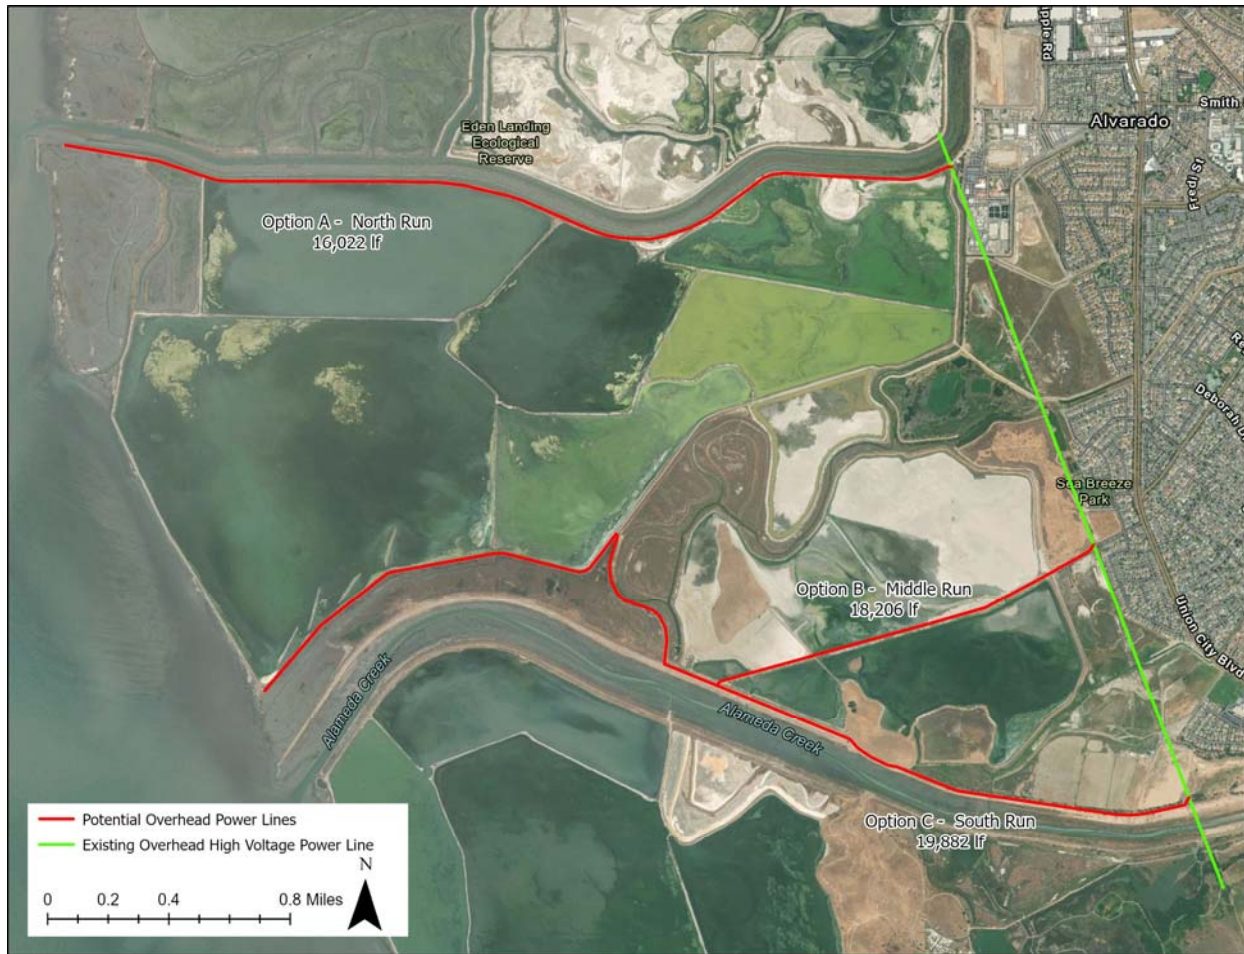 pple Rd
Smith
Alvarado
Fredi St
Eden Landing
Ecological
Reserve
Option A - North Run
16,022 lf
Deborah D
Sea Breeze
Park
Option B - Middle Run
18,206 lf
Union City Blvd
Alameda Creek
Alameda Creek
Option C - South Run
19,882 lf
Potential Overhead Power Lines
Existing Overhead High Voltage Power Line
N
0 0.2 0.4 0.8 Miles